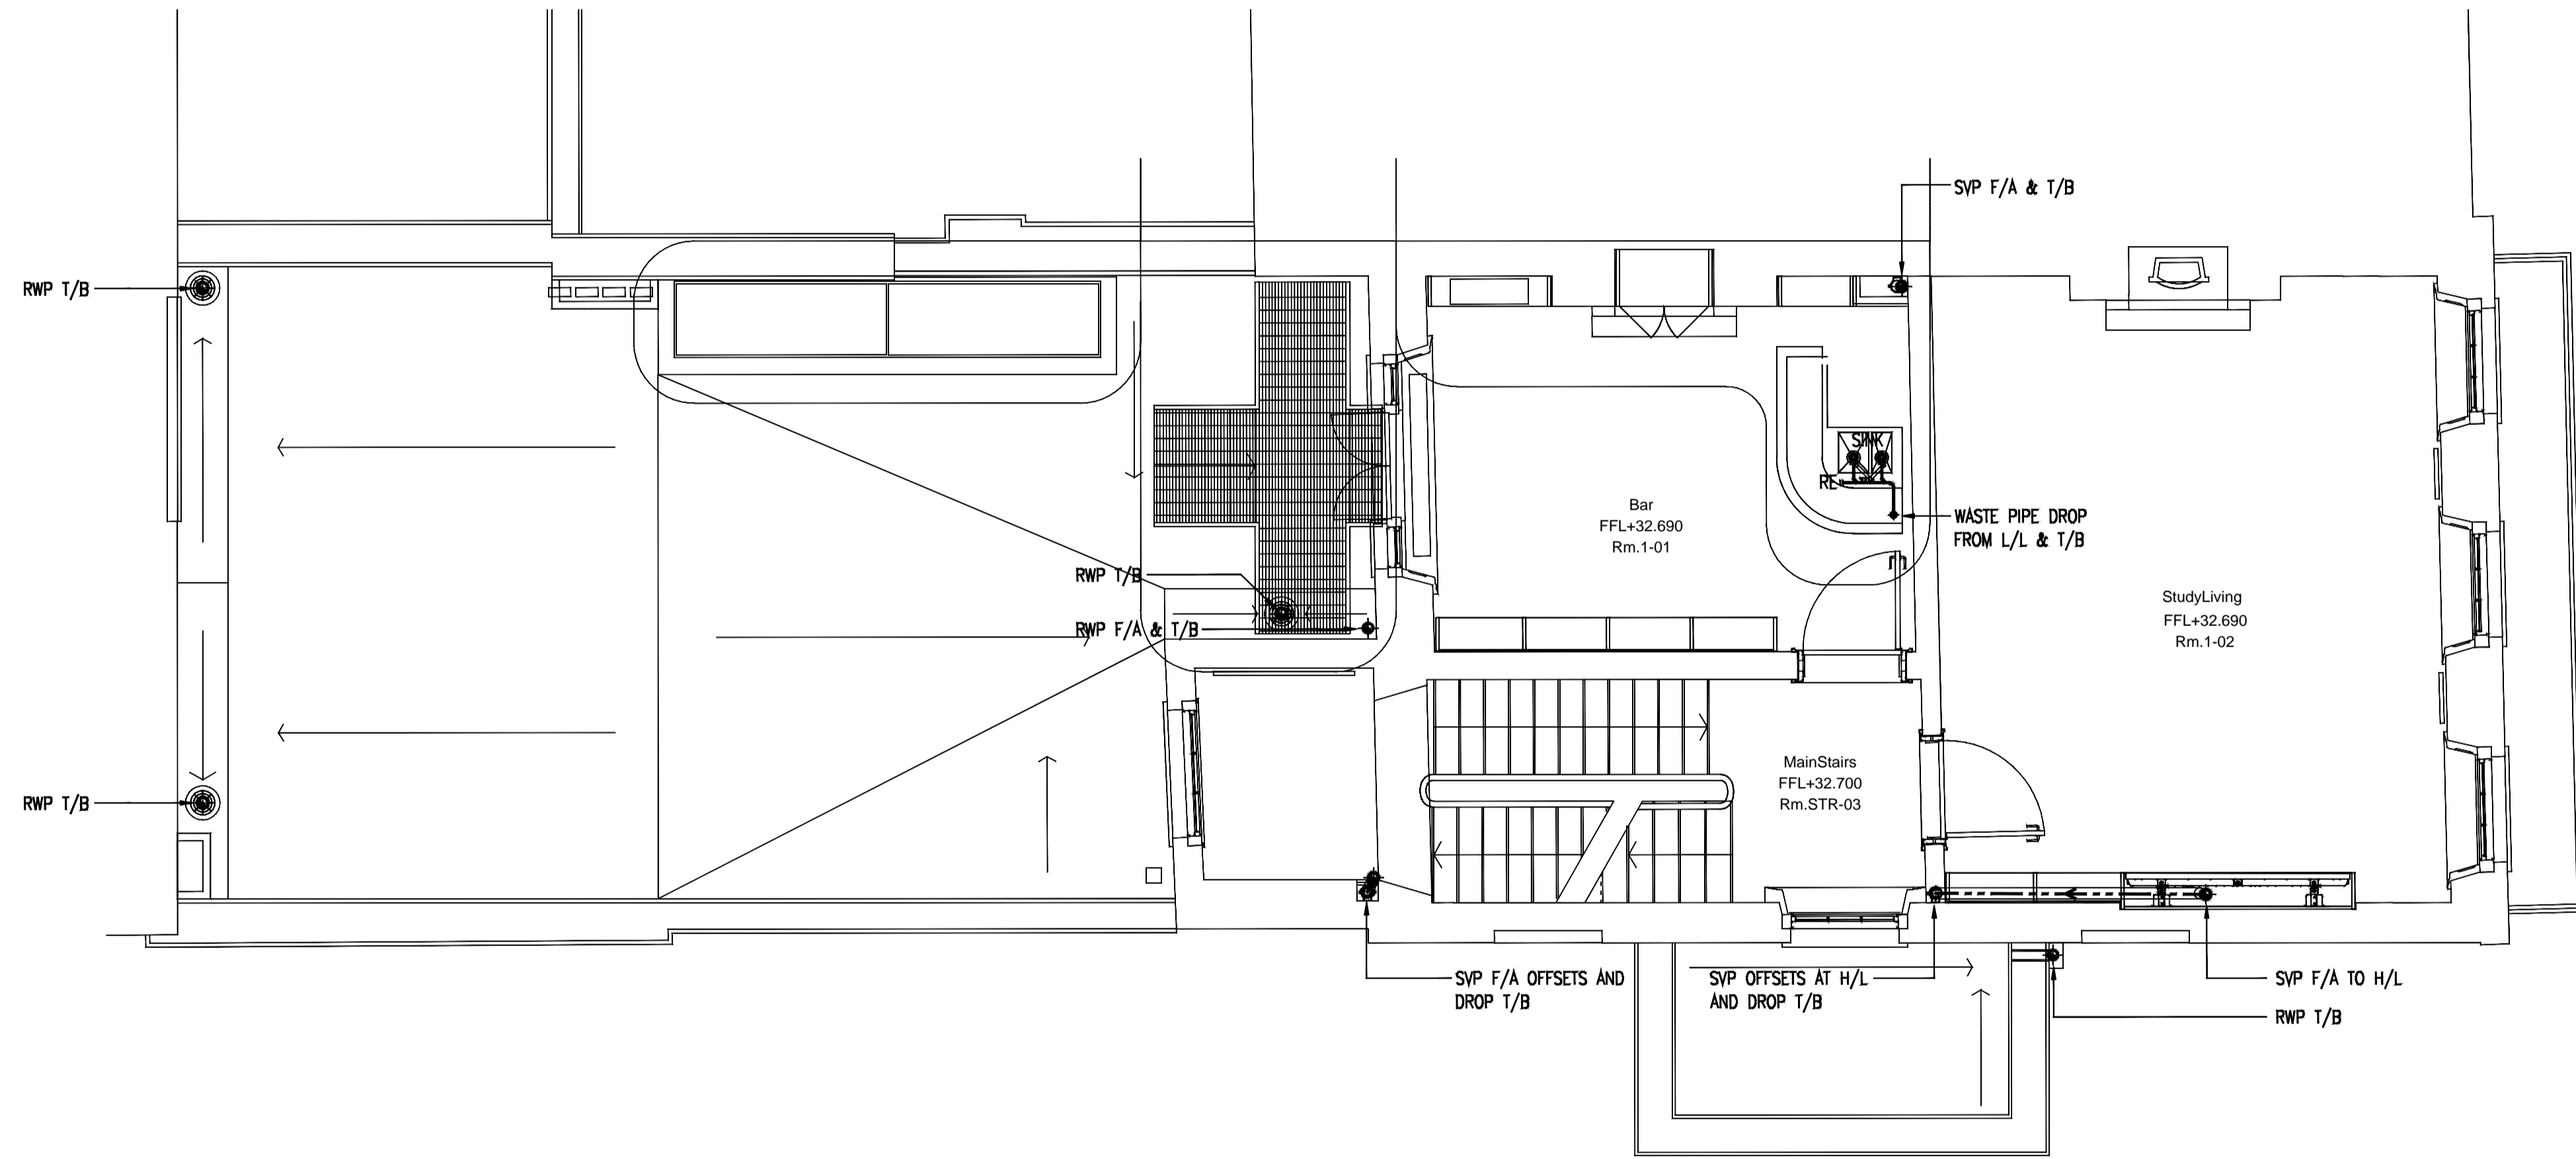 SVP F/A & T/B
RWP T/B
SINK
RE
Bar
FFL+32.690
Rm.1-01
WASTE PIPE DROP
FROM L/L & T/B
RWP T/B
RWP F/A & T/B
StudyLiving
FFL+32.690
Rm.1-02
MainStairs
FFL+32.700
Rm.STR-03
RWP T/B
SVP F/A OFFSETS AND
DROP T/B
SVP OFFSETS AT H/L
AND DROP T/B
SVP F/A TO H/L
RWP T/B